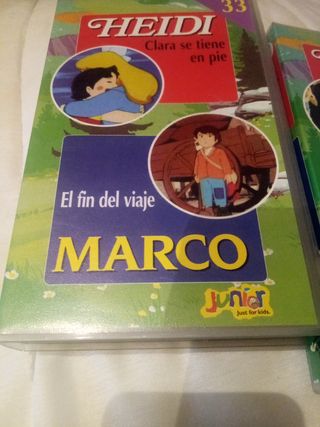 33
HEIDI
Clara se tiene
en pie
El fin del viaje
MARCO
junior
just for kids.